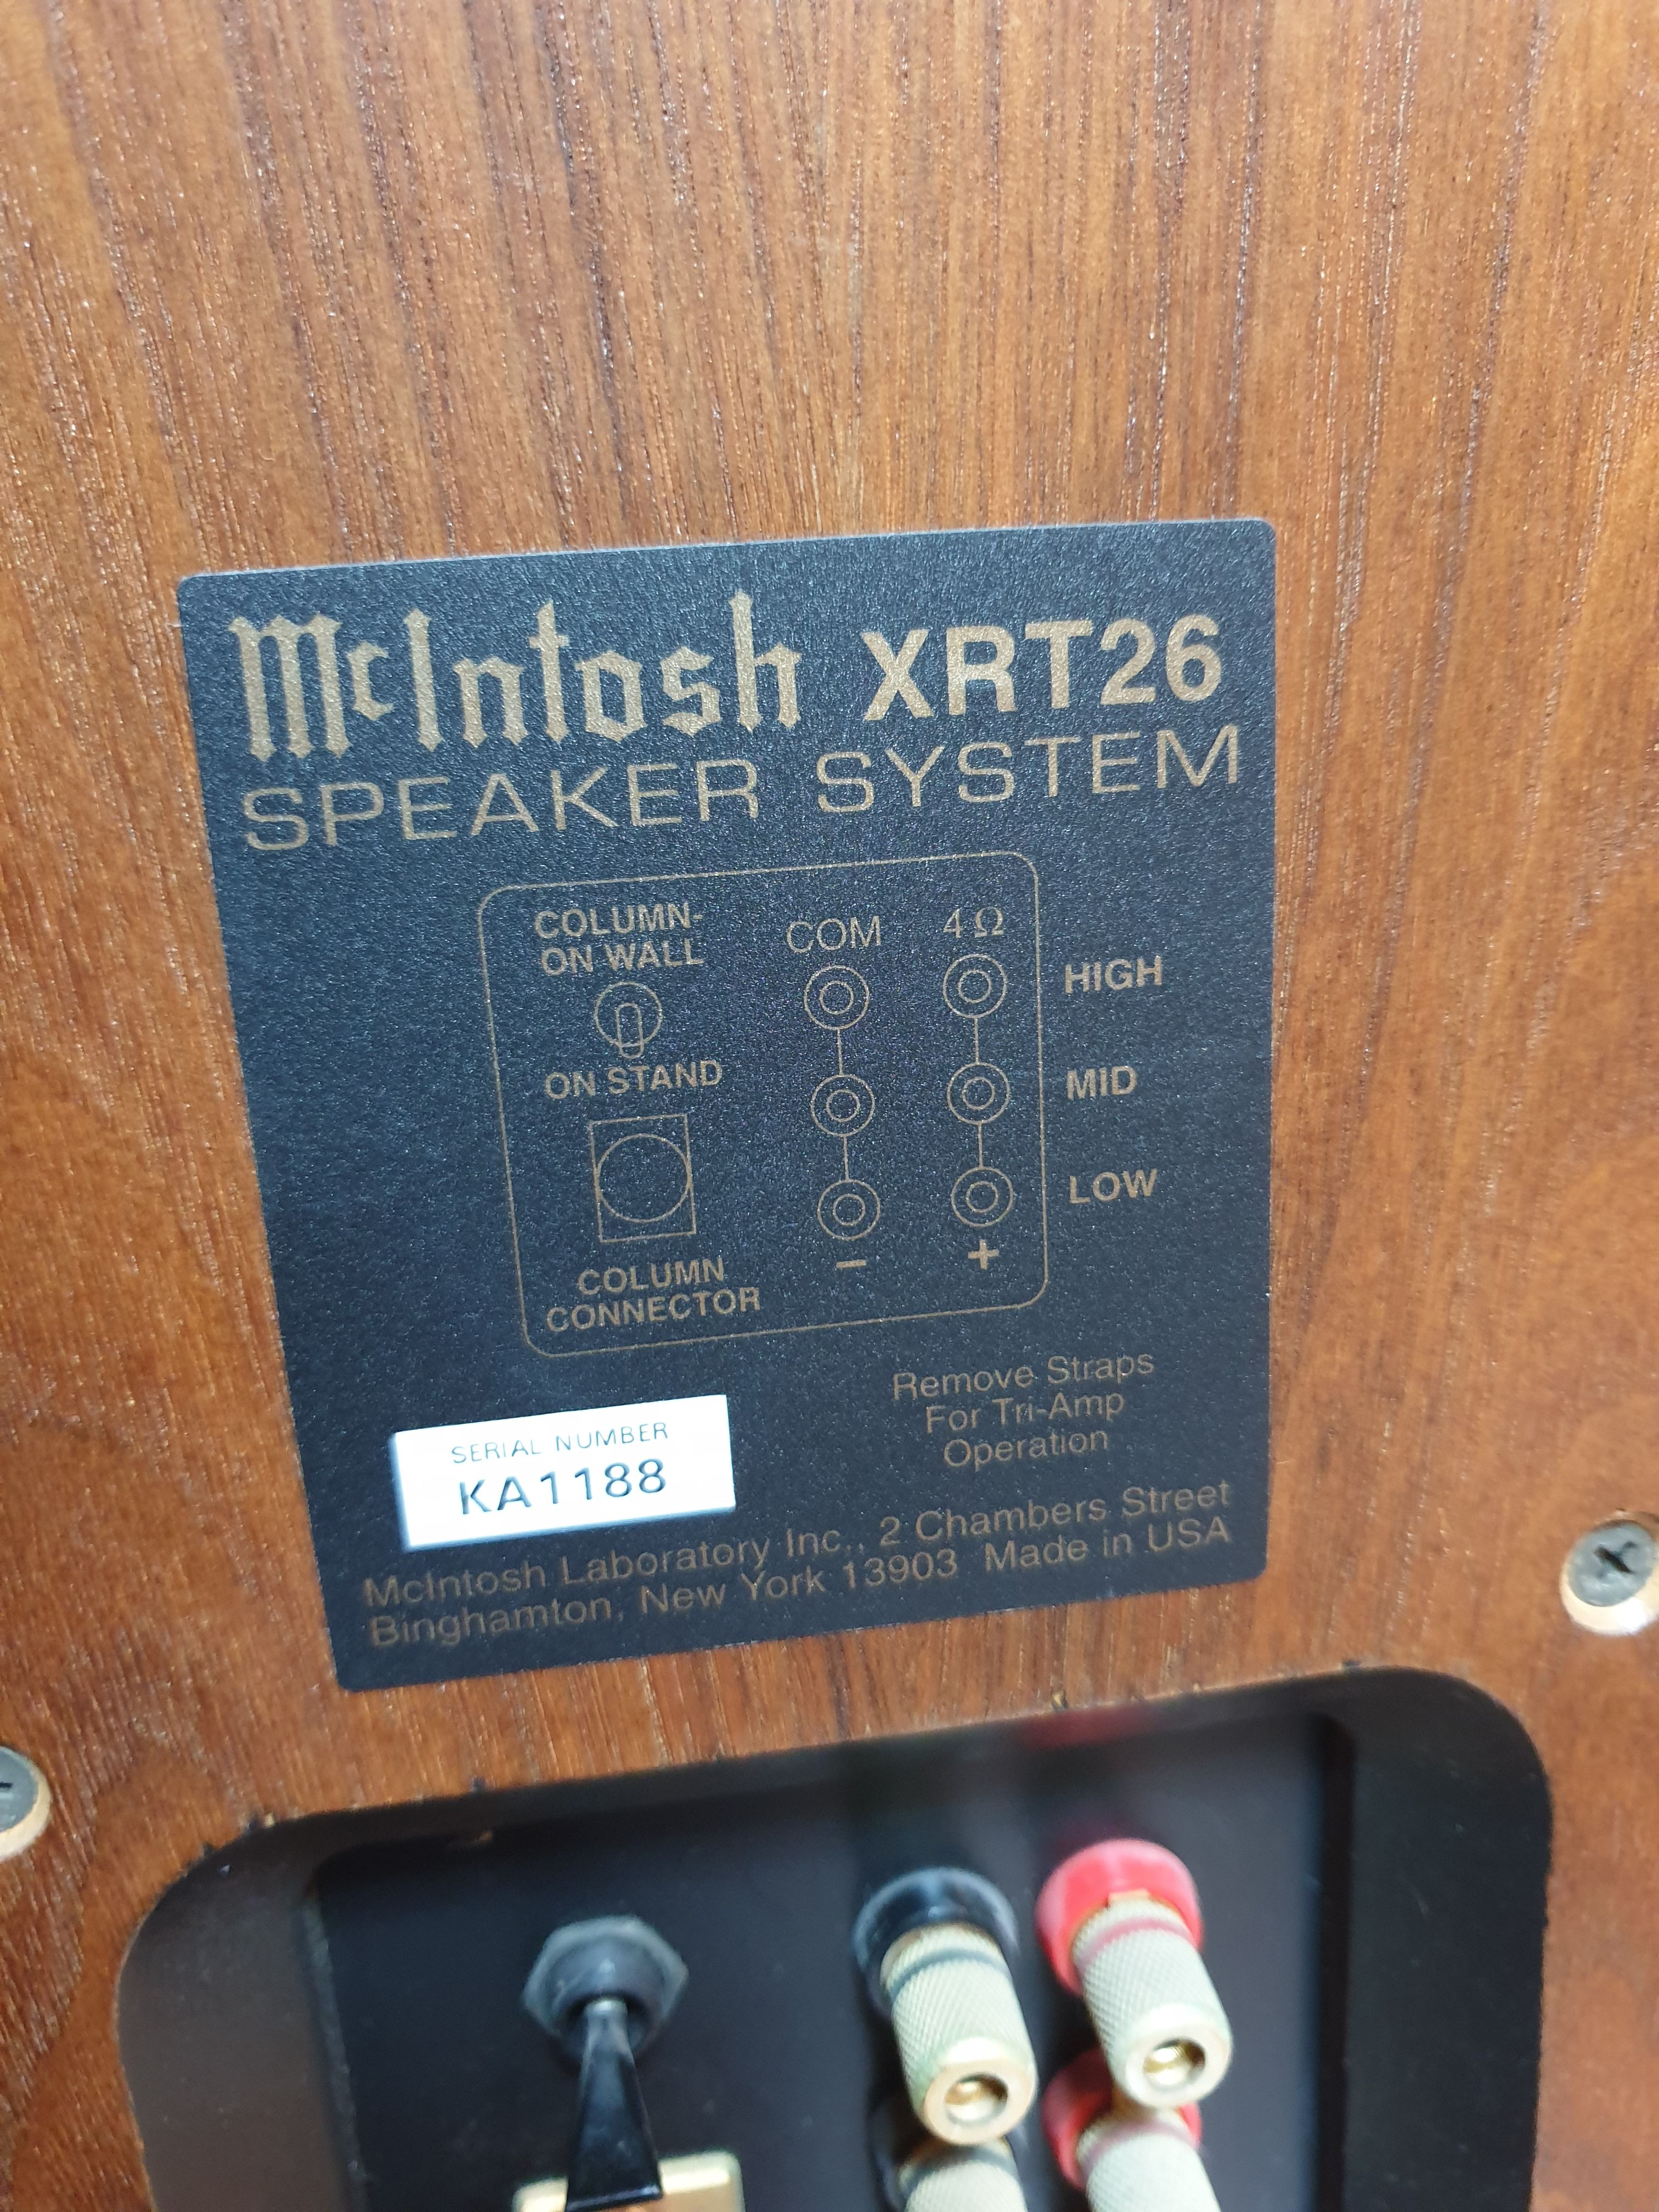 McIntosh XRT26
SPEAKER SYSTEM
COLUMN-
ON WALL
ON STAND
COLUMN
CONNECTOR
COM 4Ω
HIGH
MID
LOW
− +
Remove Straps
For Tri-Amp
Operation
SERIAL NUMBER
KA1188
McIntosh Laboratory Inc., 2 Chambers Street
Binghamton, New York 13903 Made in USA